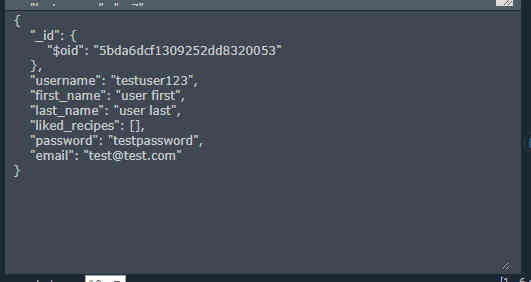 {
"_id": {
"$oid": "5bda6dcf1309252dd8320053"
},
"username": "testuser123",
"first_name": "user first",
"last_name": "user last",
"liked_recipes": [],
"password": "testpassword",
"email": "test@test.com"
}